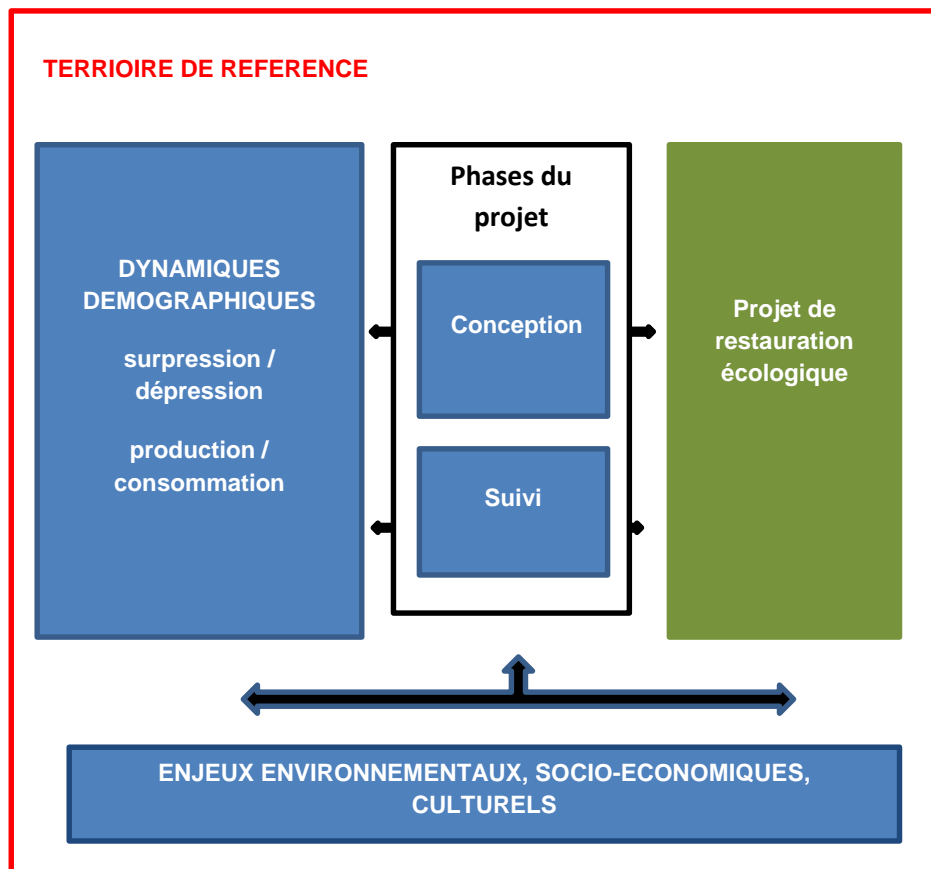 TERRIOIRE DE REFERENCE
DYNAMIQUES
DEMOGRAPHIQUES
surpression /
dépression
production /
consommation
Phases du
projet
Conception
Suivi
Projet de
restauration
écologique
ENJEUX ENVIRONNEMENTAUX, SOCIO-ECONOMIQUES,
CULTURELS